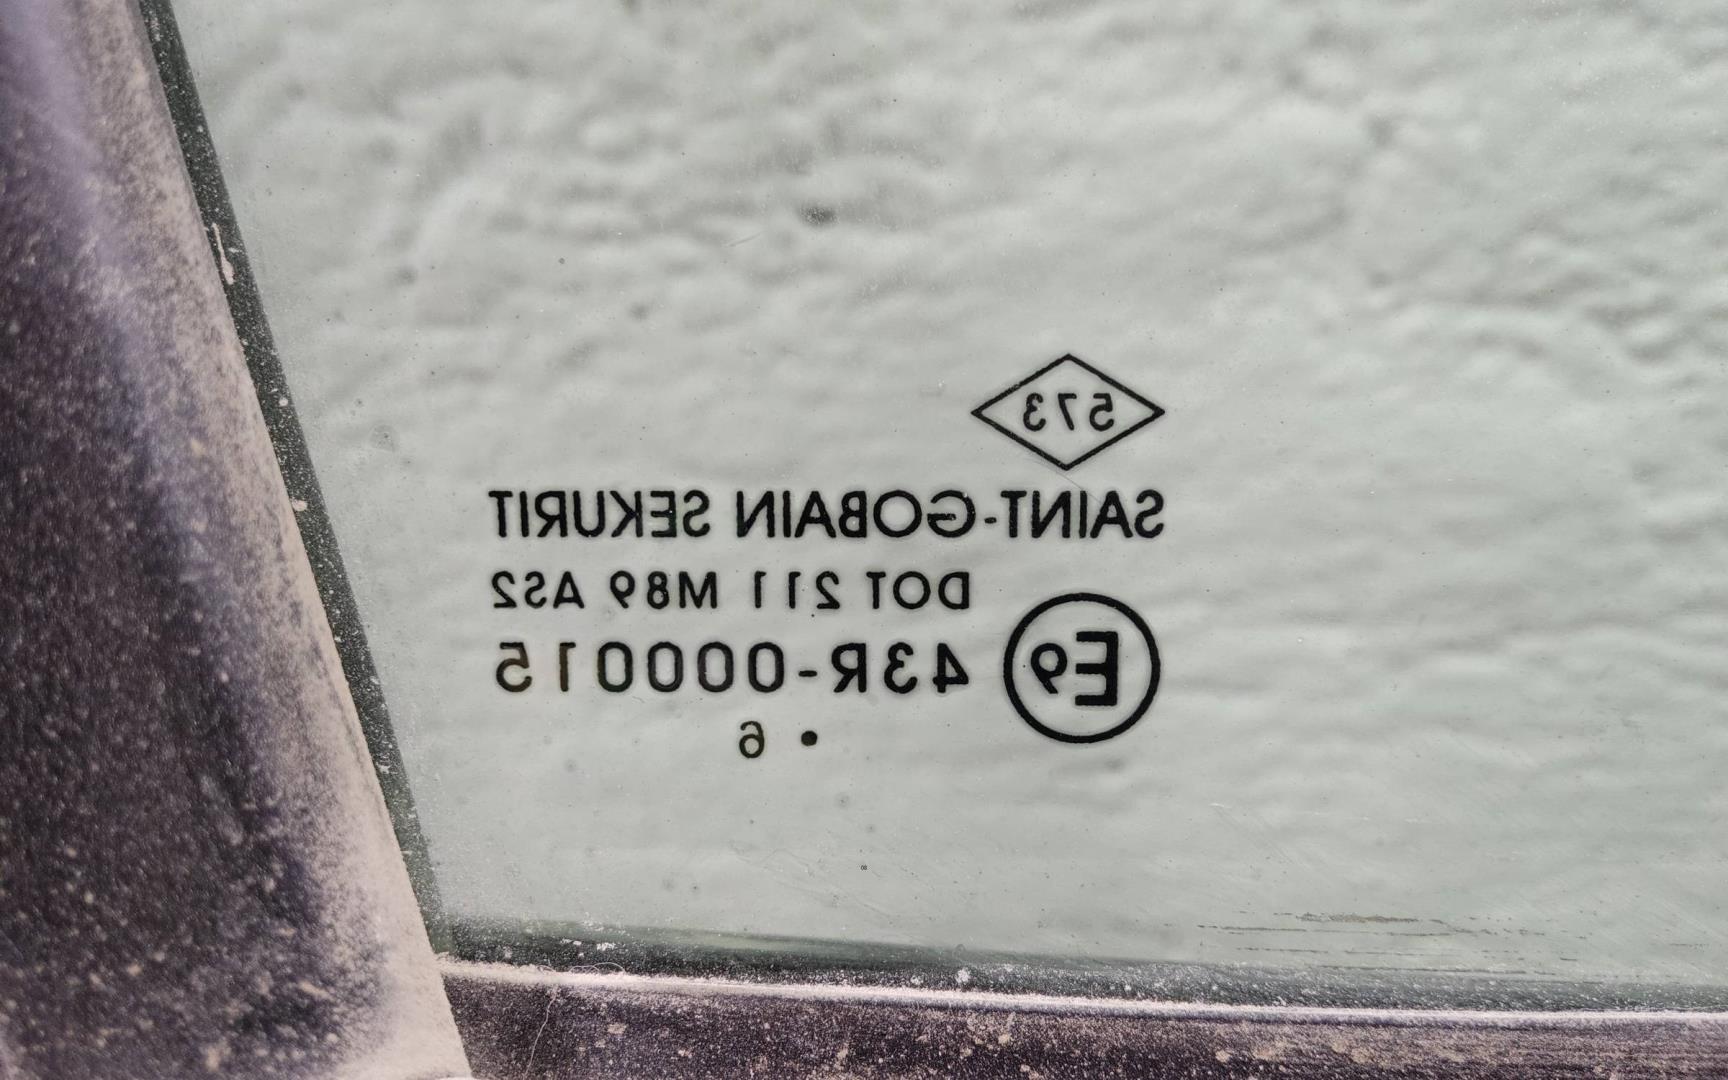 573
SAINT-GOBAIN SEKURIT
DOT 211 M89 AS2
E9 43R-000015
• 6